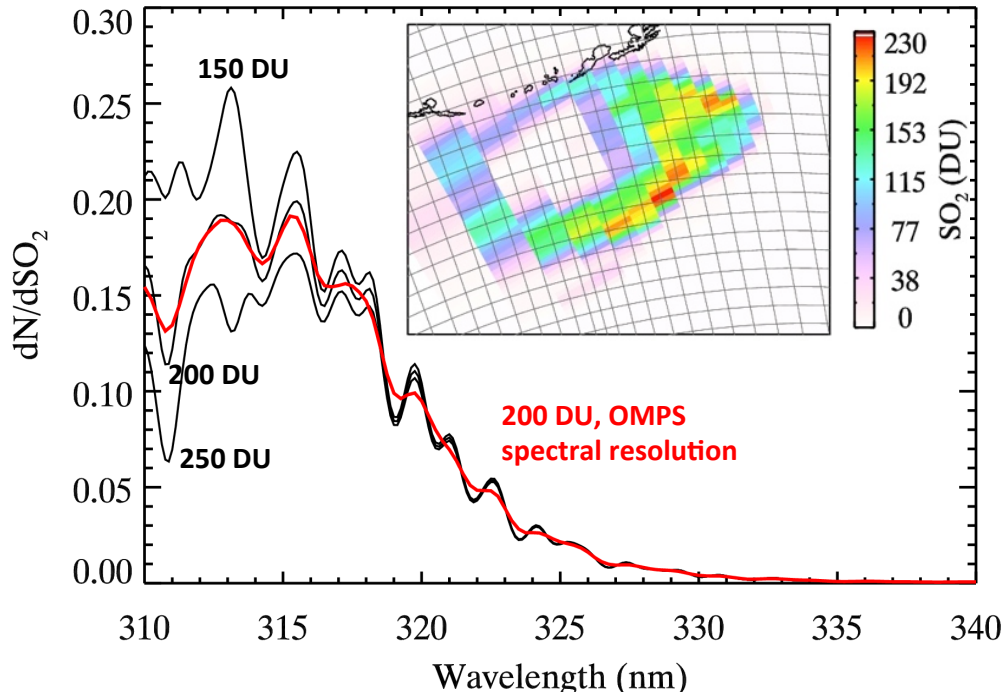 0.30
0.25
0.20
0.15
0.10
0.05
0.00
dN/dSO₂
150 DU
200 DU
250 DU
200 DU, OMPS
spectral resolution
230
192
153
115
77
38
0
SO₂ (DU)
310 315 320 325 330 335 340
Wavelength (nm)